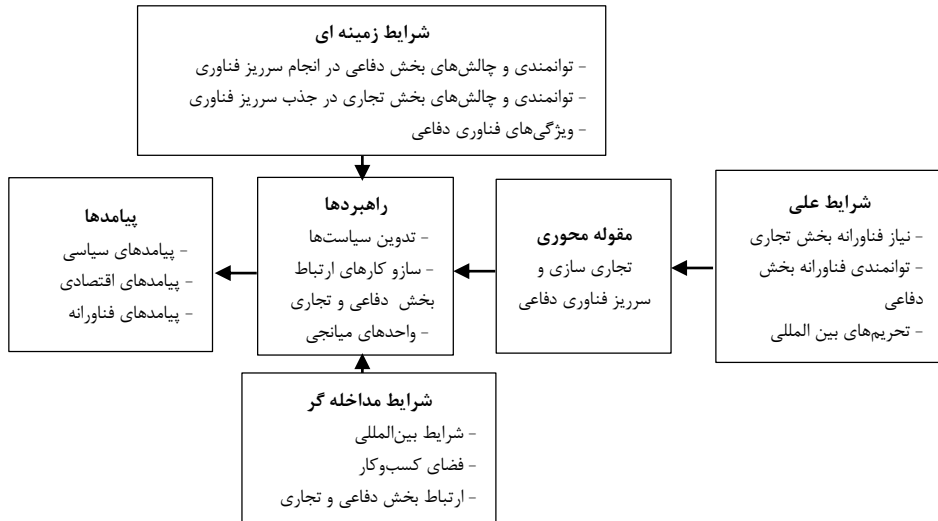 شرایط زمینه ای
- توانمندی و چالش‌های بخش دفاعی در انجام سرریز فناوری
- توانمندی و چالش‌های بخش تجاری در جذب سرریز فناوری
- ویژگی‌های فناوری دفاعی
شرایط علی
- نیاز فناورانه بخش تجاری
- توانمندی فناورانه بخش
دفاعی
- تحریم‌های بین المللی
مقوله محوری
تجاری سازی و
سرریز فناوری دفاعی
راهبردها
- تدوین سیاست‌ها
- سازو کارهای ارتباط
بخش دفاعی و تجاری
- واحدهای میانجی
پیامدها
- پیامدهای سیاسی
- پیامدهای اقتصادی
- پیامدهای فناورانه
شرایط مداخله گر
- شرایط بین‌المللی
- فضای کسب‌وکار
- ارتباط بخش دفاعی و تجاری